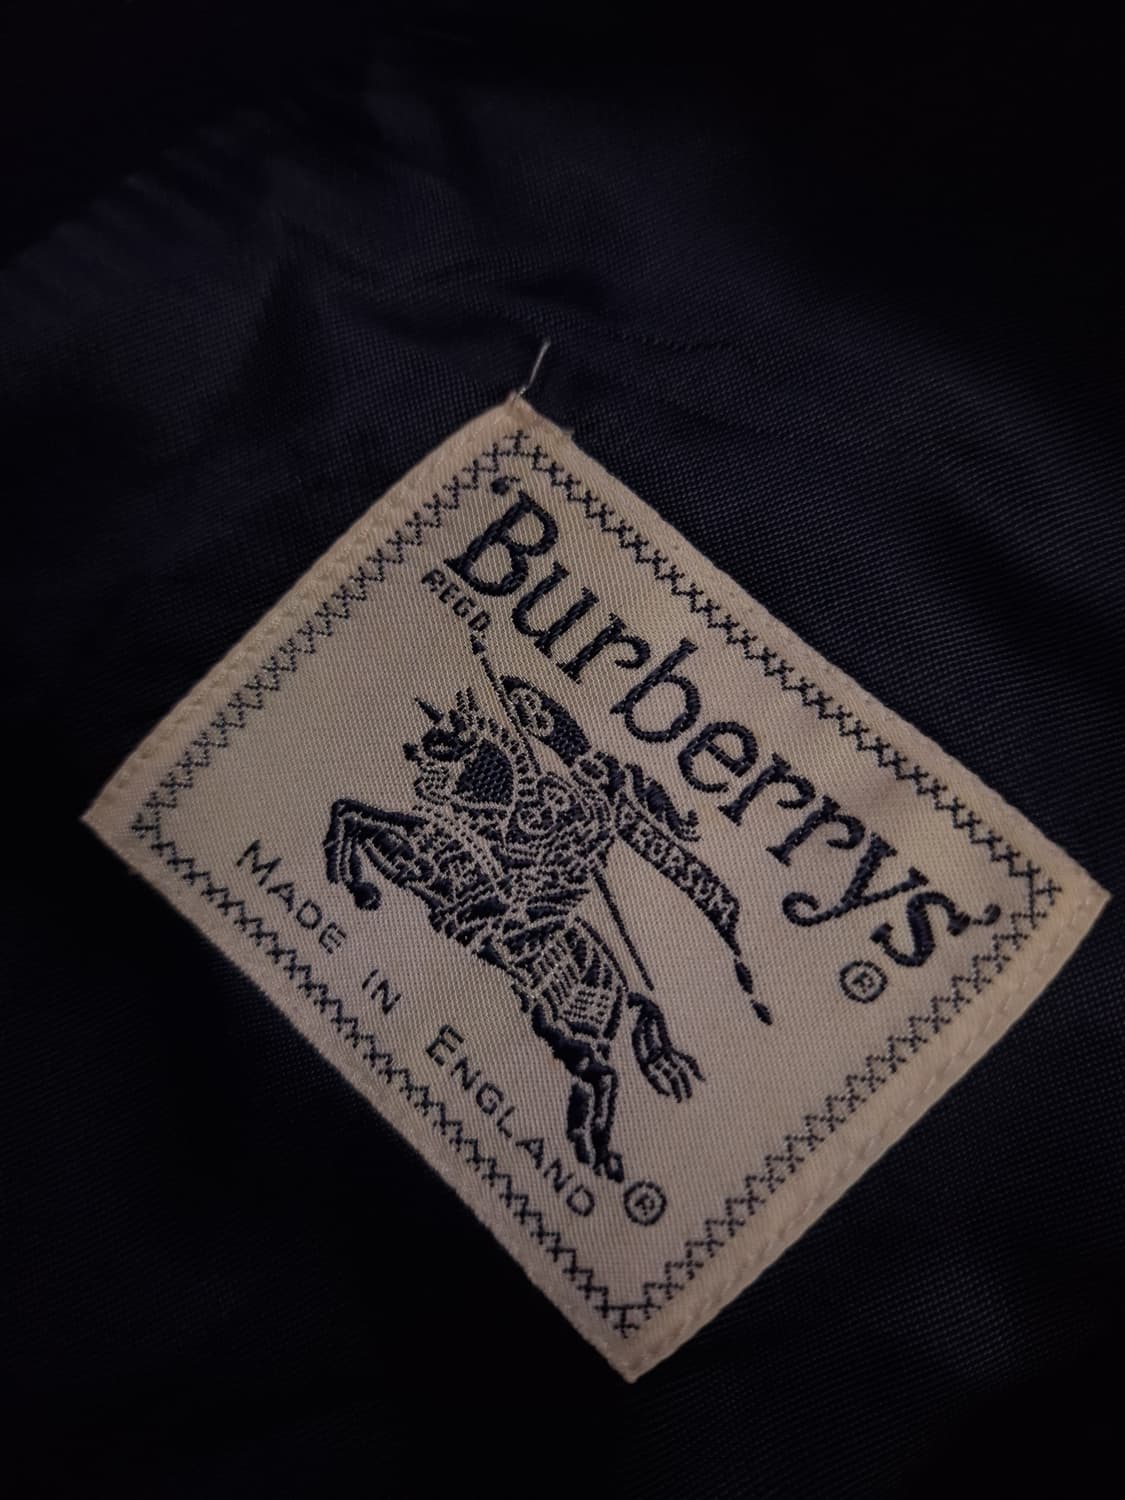 ‘Burberrys ®
REGD
B
PRORSUM
MADE IN ENGLAND ®